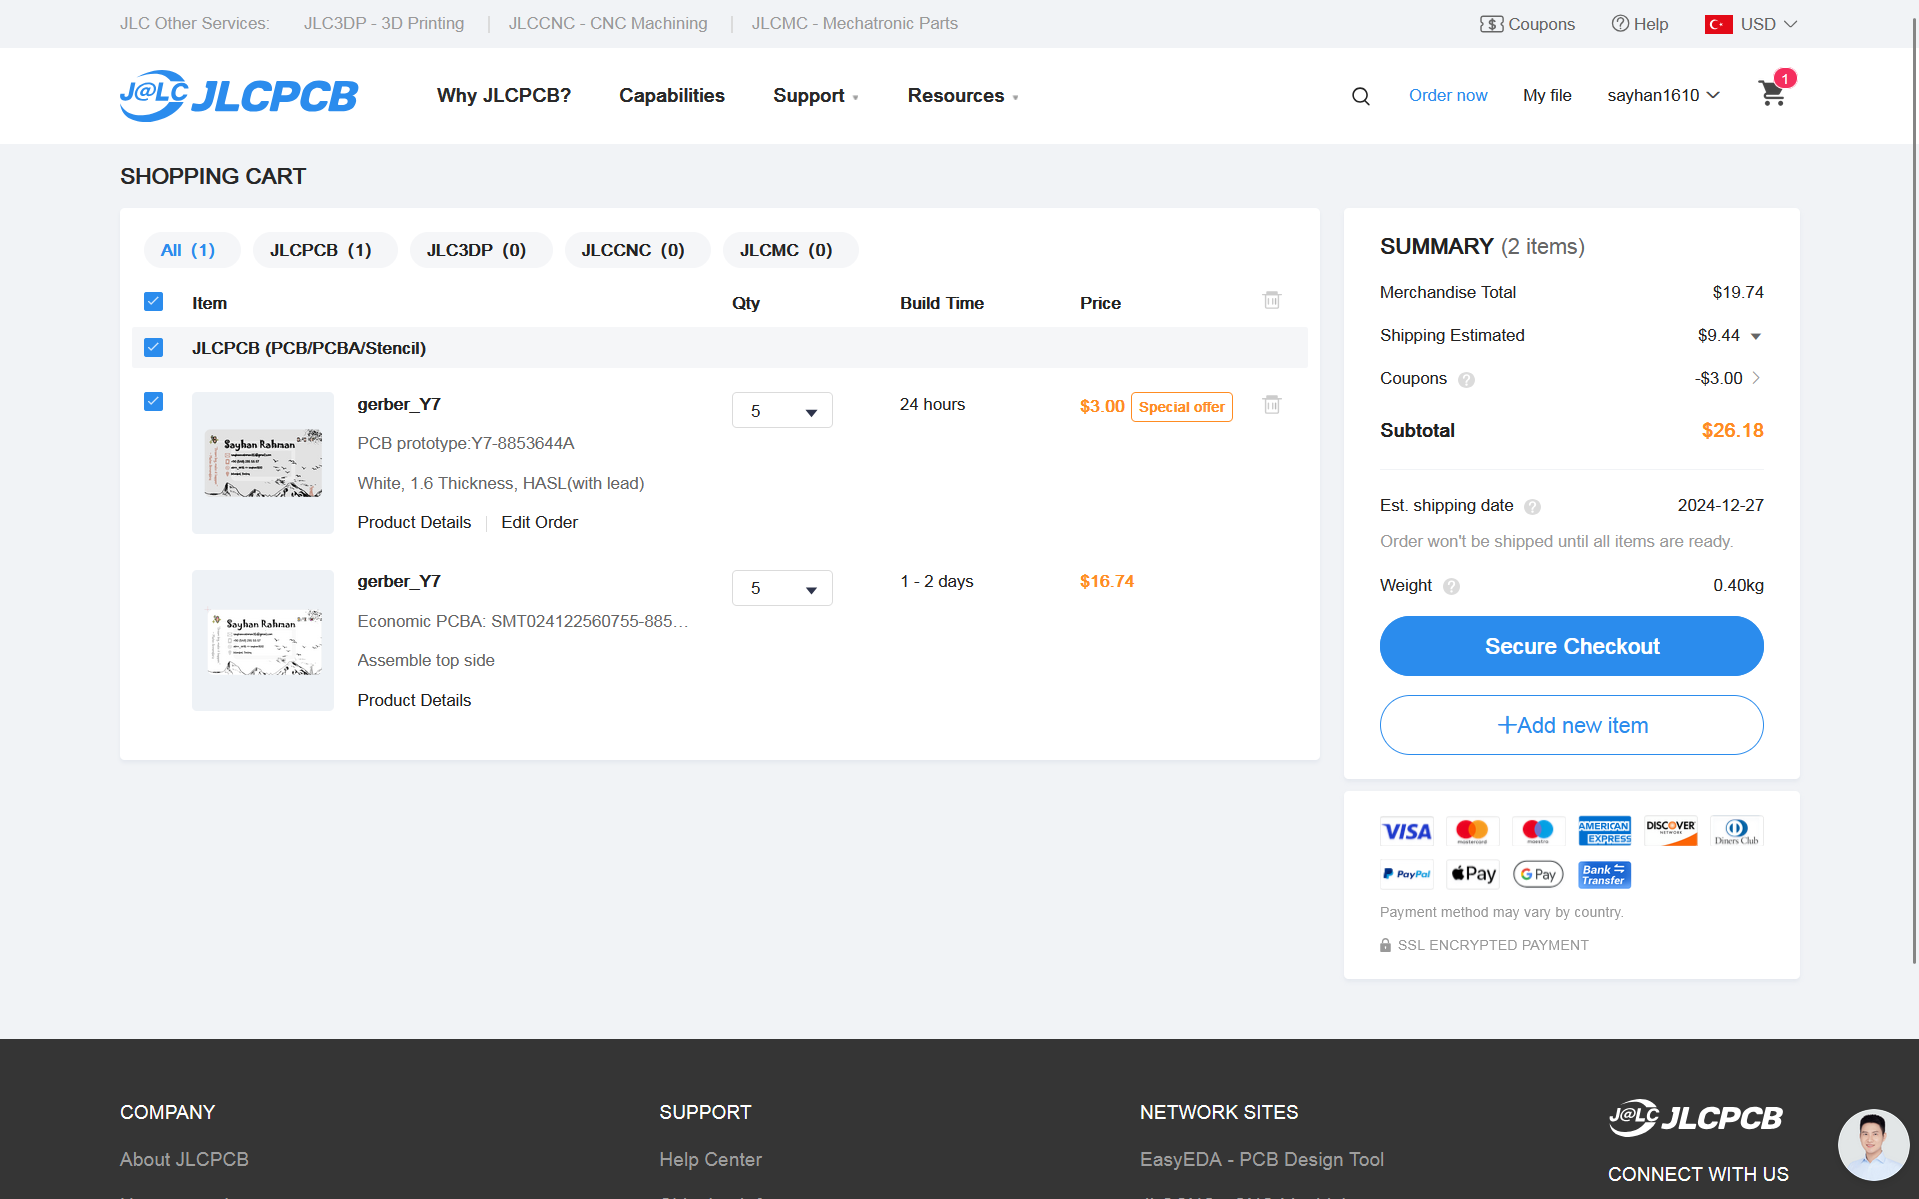 JLC Other Services: JLC3DP - 3D Printing JLCCNC - CNC Machining JLCMC - Mechatronic Parts Coupons Help USD
J@LC JLCPCB Why JLCPCB? Capabilities Support Resources Order now My file sayhan1610 1
SHOPPING CART
All (1) JLCPCB (1) JLC3DP (0) JLCCNC (0) JLCMC (0)
Item Qty Build Time Price
JLCPCB (PCB/PCBA/Stencil)
Sayhan Rahman
gerber_Y7 5 24 hours $3.00 Special offer
PCB prototype:Y7-8853644A
White, 1.6 Thickness, HASL(with lead)
Product Details Edit Order
Sayhan Rahman
gerber_Y7 5 1 - 2 days $16.74
Economic PCBA: SMT024122560755-885…
Assemble top side
Product Details
SUMMARY (2 items)
Merchandise Total $19.74
Shipping Estimated $9.44
Coupons ? -$3.00
Subtotal $26.18
Est. shipping date ? 2024-12-27
Order won't be shipped until all items are ready.
Weight ? 0.40kg
Secure Checkout
+Add new item
VISA mastercard maestro AMERICAN EXPRESS DISCOVER NETWORK Diners Club
PayPal Pay G Pay Bank Transfer
Payment method may vary by country.
SSL ENCRYPTED PAYMENT
COMPANY SUPPORT NETWORK SITES J@LC JLCPCB
About JLCPCB Help Center EasyEDA - PCB Design Tool
CONNECT WITH US